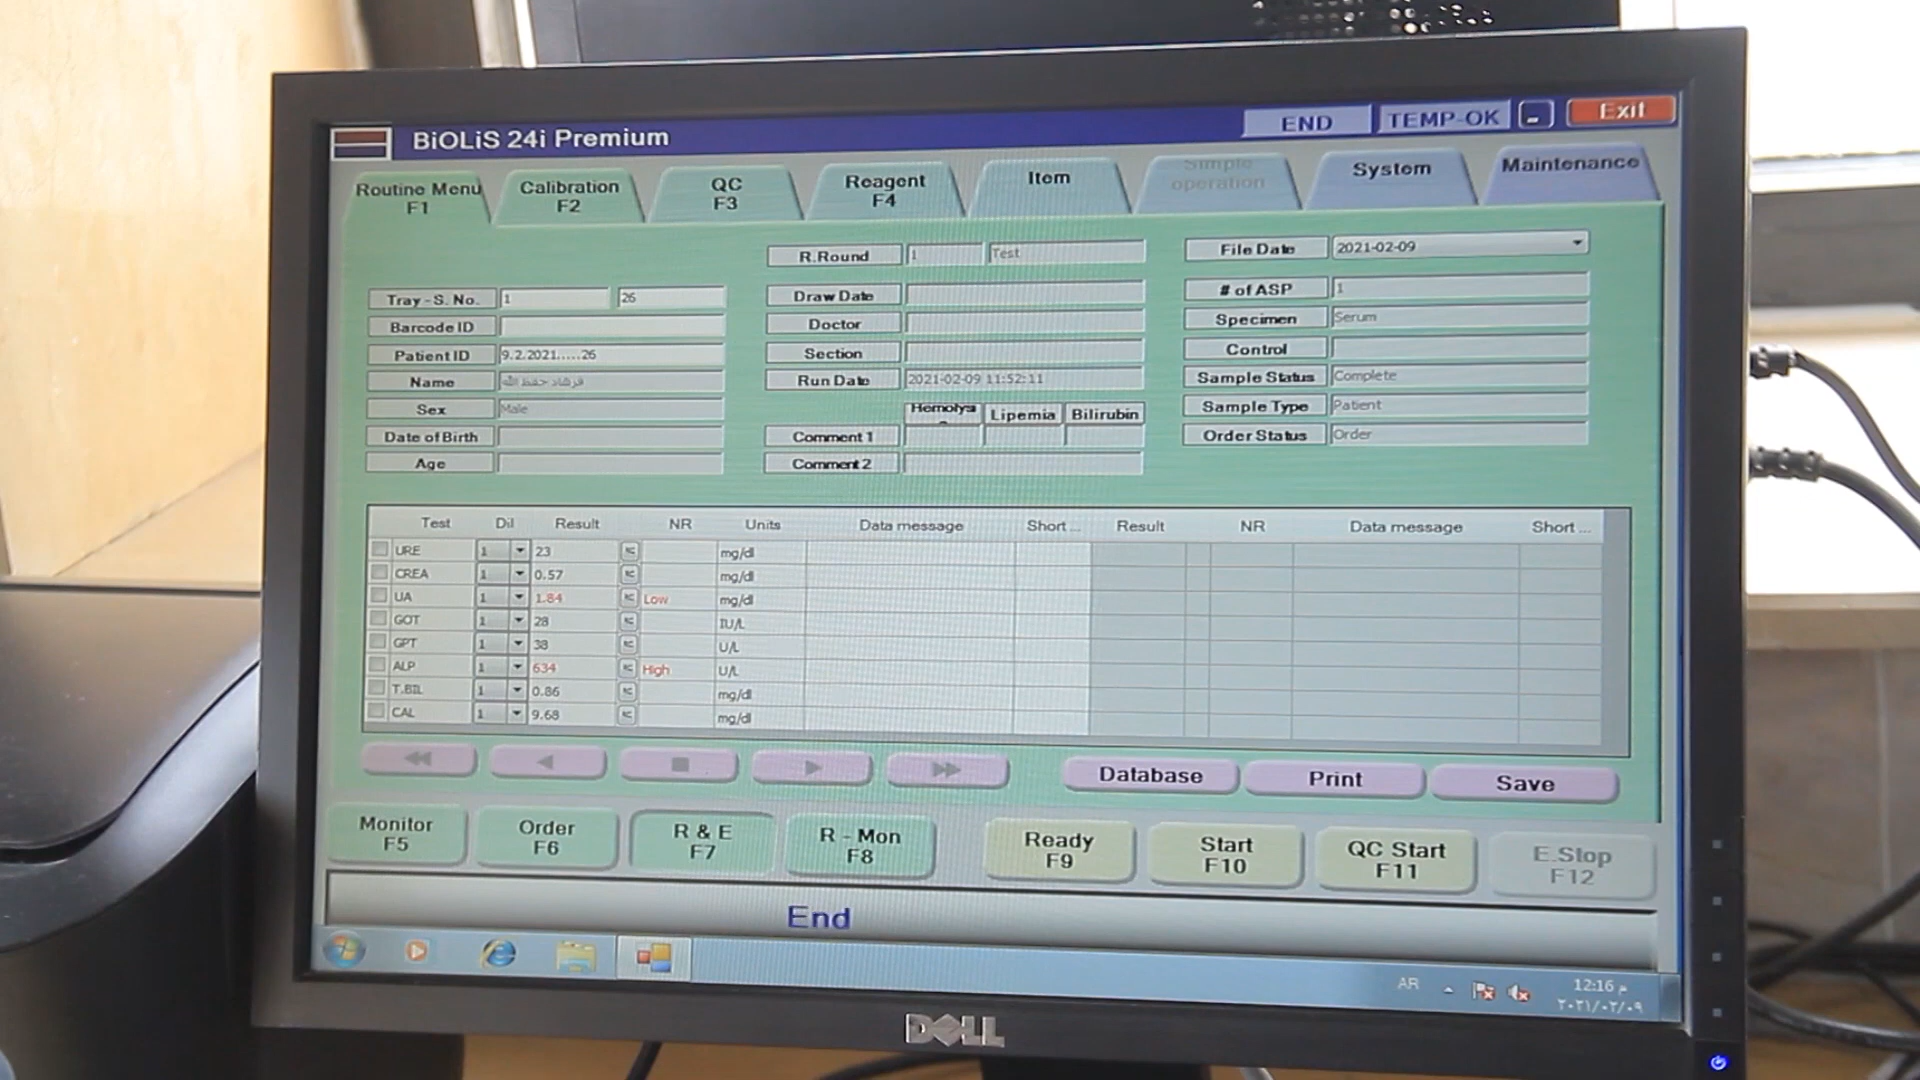 BiOLiS 24i Premium
END
TEMP-OK
Exit
Routine Menu
F1
Calibration
F2
QC
F3
Reagent
F4
Item
Simple
operation
System
Maintenance
R.Round 1 Test
File Date 2021-02-09
Tray - S. No. 1 26
Draw Date
# of ASP 1
Barcode ID
Doctor
Specimen Serum
Patient ID 9.2.2021.....26
Section
Control
Name فرهاد حفظ الله
Run Date 2021-02-09 11:52:11
Sample Status Complete
Sex Male
Lipemia Bilirubin
Sample Type Patient
Date of Birth
Comment 1
Order Status Order
Age
Comment 2
Test Dil Result NR Units Data message Short ... Result NR Data message Short ...
URE 1 23 mg/dl
CREA 1 0.57 mg/dl
UA 1 1.84 Low mg/dl
GOT 1 28 IU/L
GPT 1 38 U/L
ALP 1 634 High U/L
T.BIL 1 0.86 mg/dl
CAL 1 9.68 mg/dl
Database
Print
Save
Monitor
F5
Order
F6
R & E
F7
R - Mon
F8
Ready
F9
Start
F10
QC Start
F11
E.Stop
F12
End
AR
12:16 م
٢٠٢١/٠٢/٠٩
DELL